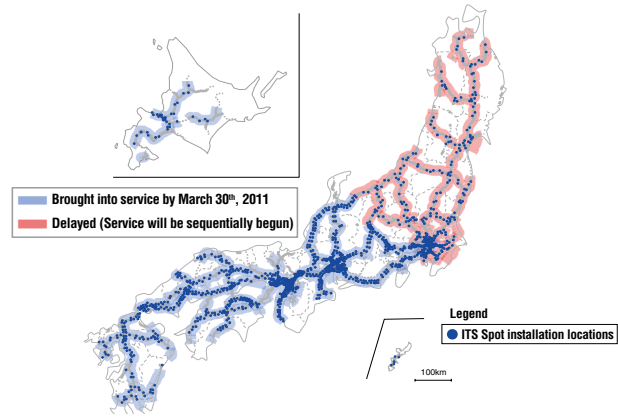 Brought into service by March 30th, 2011
Delayed (Service will be sequentially begun)
Legend
ITS Spot installation locations
100km